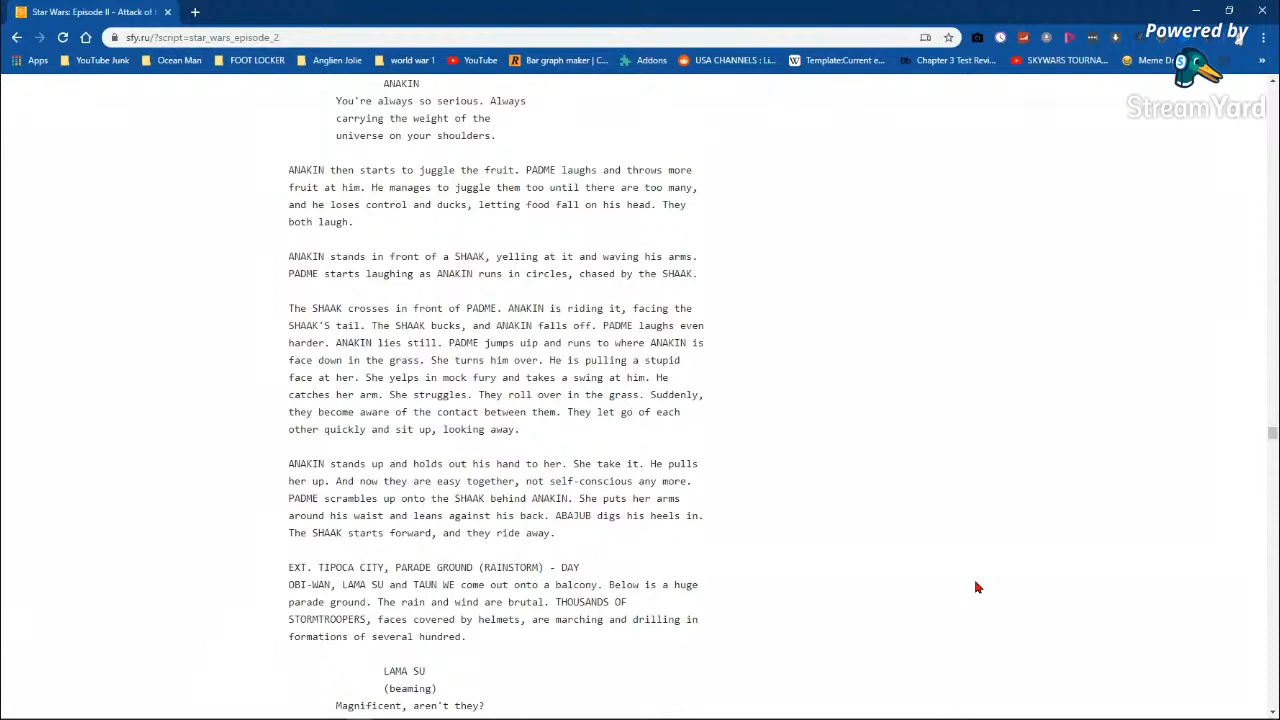 Star Wars: Episode II - Attack of
sfy.ru/?script=star_wars_episode_2
Powered by
StreamYard
Apps
YouTube Junk
Ocean Man
FOOT LOCKER
Anglien Jolie
world war 1
YouTube
Bar graph maker | C...
Addons
USA CHANNELS : Li...
Template:Current e...
Bb Chapter 3 Test Revi...
SKYWARS TOURNA...
Meme De
»
ANAKIN
You're always so serious. Always
carrying the weight of the
universe on your shoulders.
ANAKIN then starts to juggle the fruit. PADME laughs and throws more
fruit at him. He manages to juggle them too until there are too many,
and he loses control and ducks, letting food fall on his head. They
both laugh.
ANAKIN stands in front of a SHAAK, yelling at it and waving his arms.
PADME starts laughing as ANAKIN runs in circles, chased by the SHAAK.
The SHAAK crosses in front of PADME. ANAKIN is riding it, facing the
SHAAK'S tail. The SHAAK bucks, and ANAKIN falls off. PADME laughs even
harder. ANAKIN lies still. PADME jumps uip and runs to where ANAKIN is
face down in the grass. She turns him over. He is pulling a stupid
face at her. She yelps in mock fury and takes a swing at him. He
catches her arm. She struggles. They roll over in the grass. Suddenly,
they become aware of the contact between them. They let go of each
other quickly and sit up, looking away.
ANAKIN stands up and holds out his hand to her. She take it. He pulls
her up. And now they are easy together, not self-conscious any more.
PADME scrambles up onto the SHAAK behind ANAKIN. She puts her arms
around his waist and leans against his back. ABAJUB digs his heels in.
The SHAAK starts forward, and they ride away.
EXT. TIPOCA CITY, PARADE GROUND (RAINSTORM) - DAY
OBI-WAN, LAMA SU and TAUN WE come out onto a balcony. Below is a huge
parade ground. The rain and wind are brutal. THOUSANDS OF
STORMTROOPERS, faces covered by helmets, are marching and drilling in
formations of several hundred.
LAMA SU
(beaming)
Magnificent, aren't they?